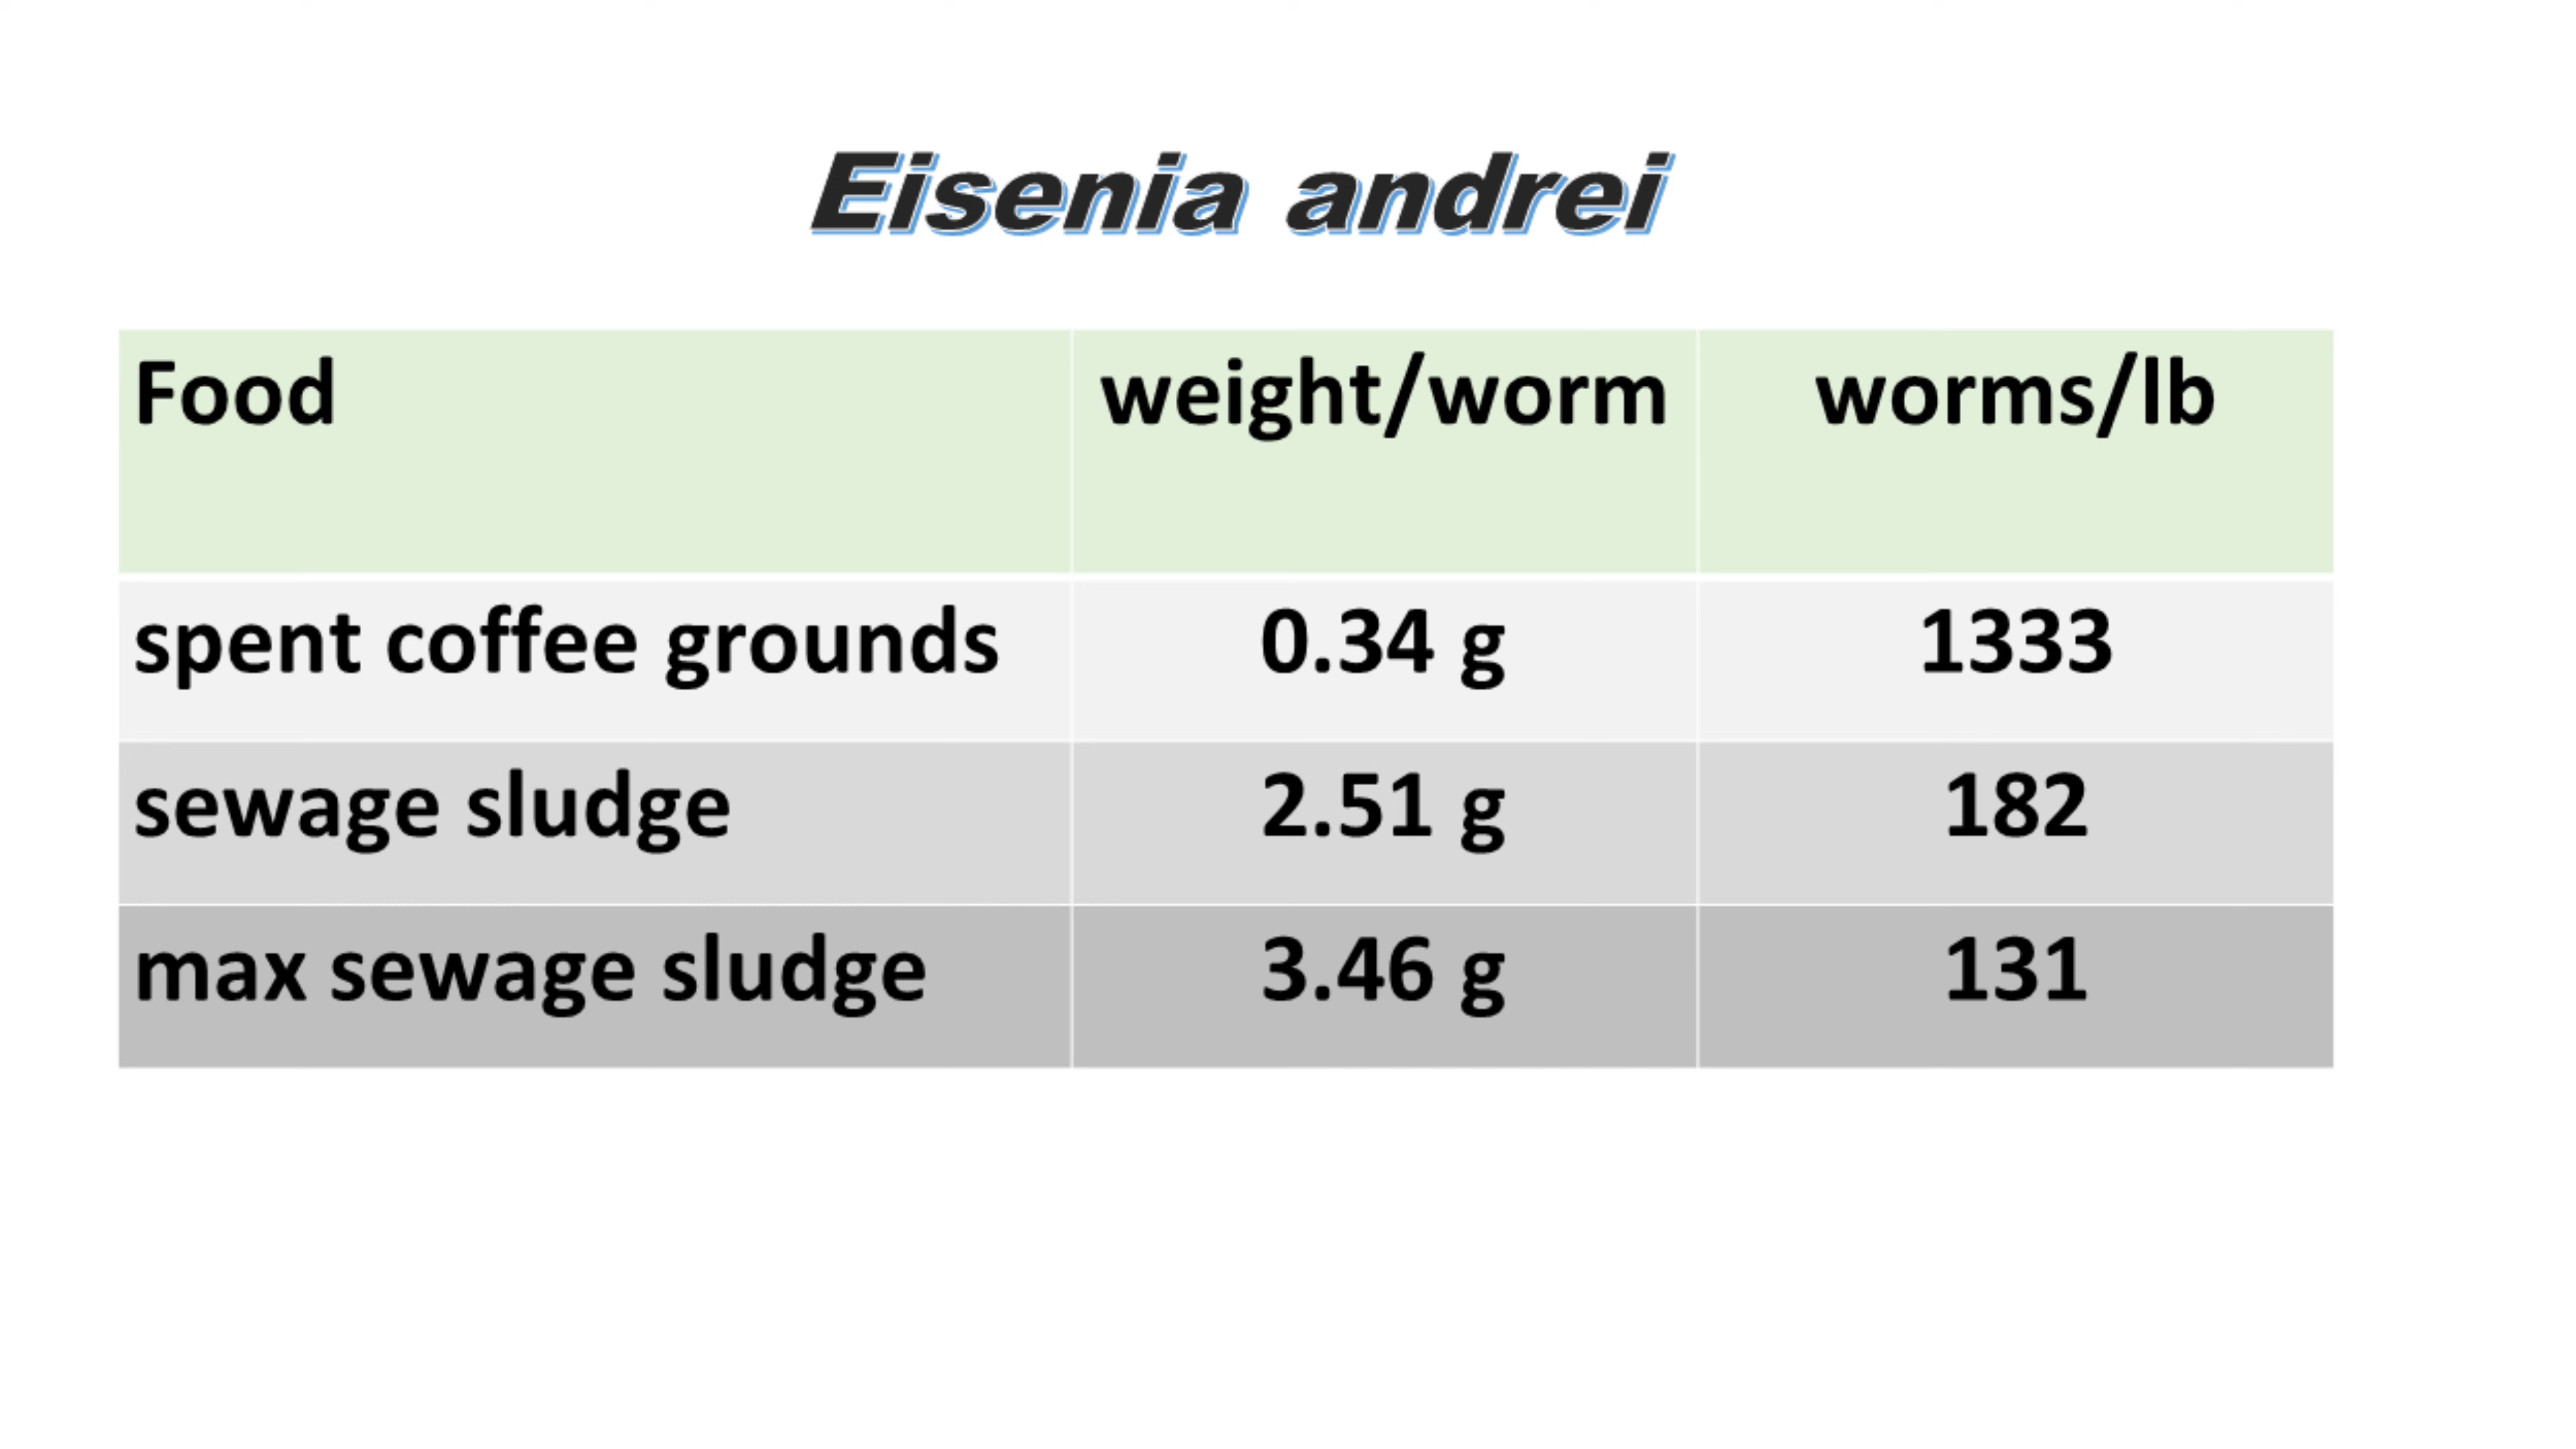 Eisenia andrei
Food weight/worm worms/lb
spent coffee grounds 0.34 g 1333
sewage sludge 2.51 g 182
max sewage sludge 3.46 g 131